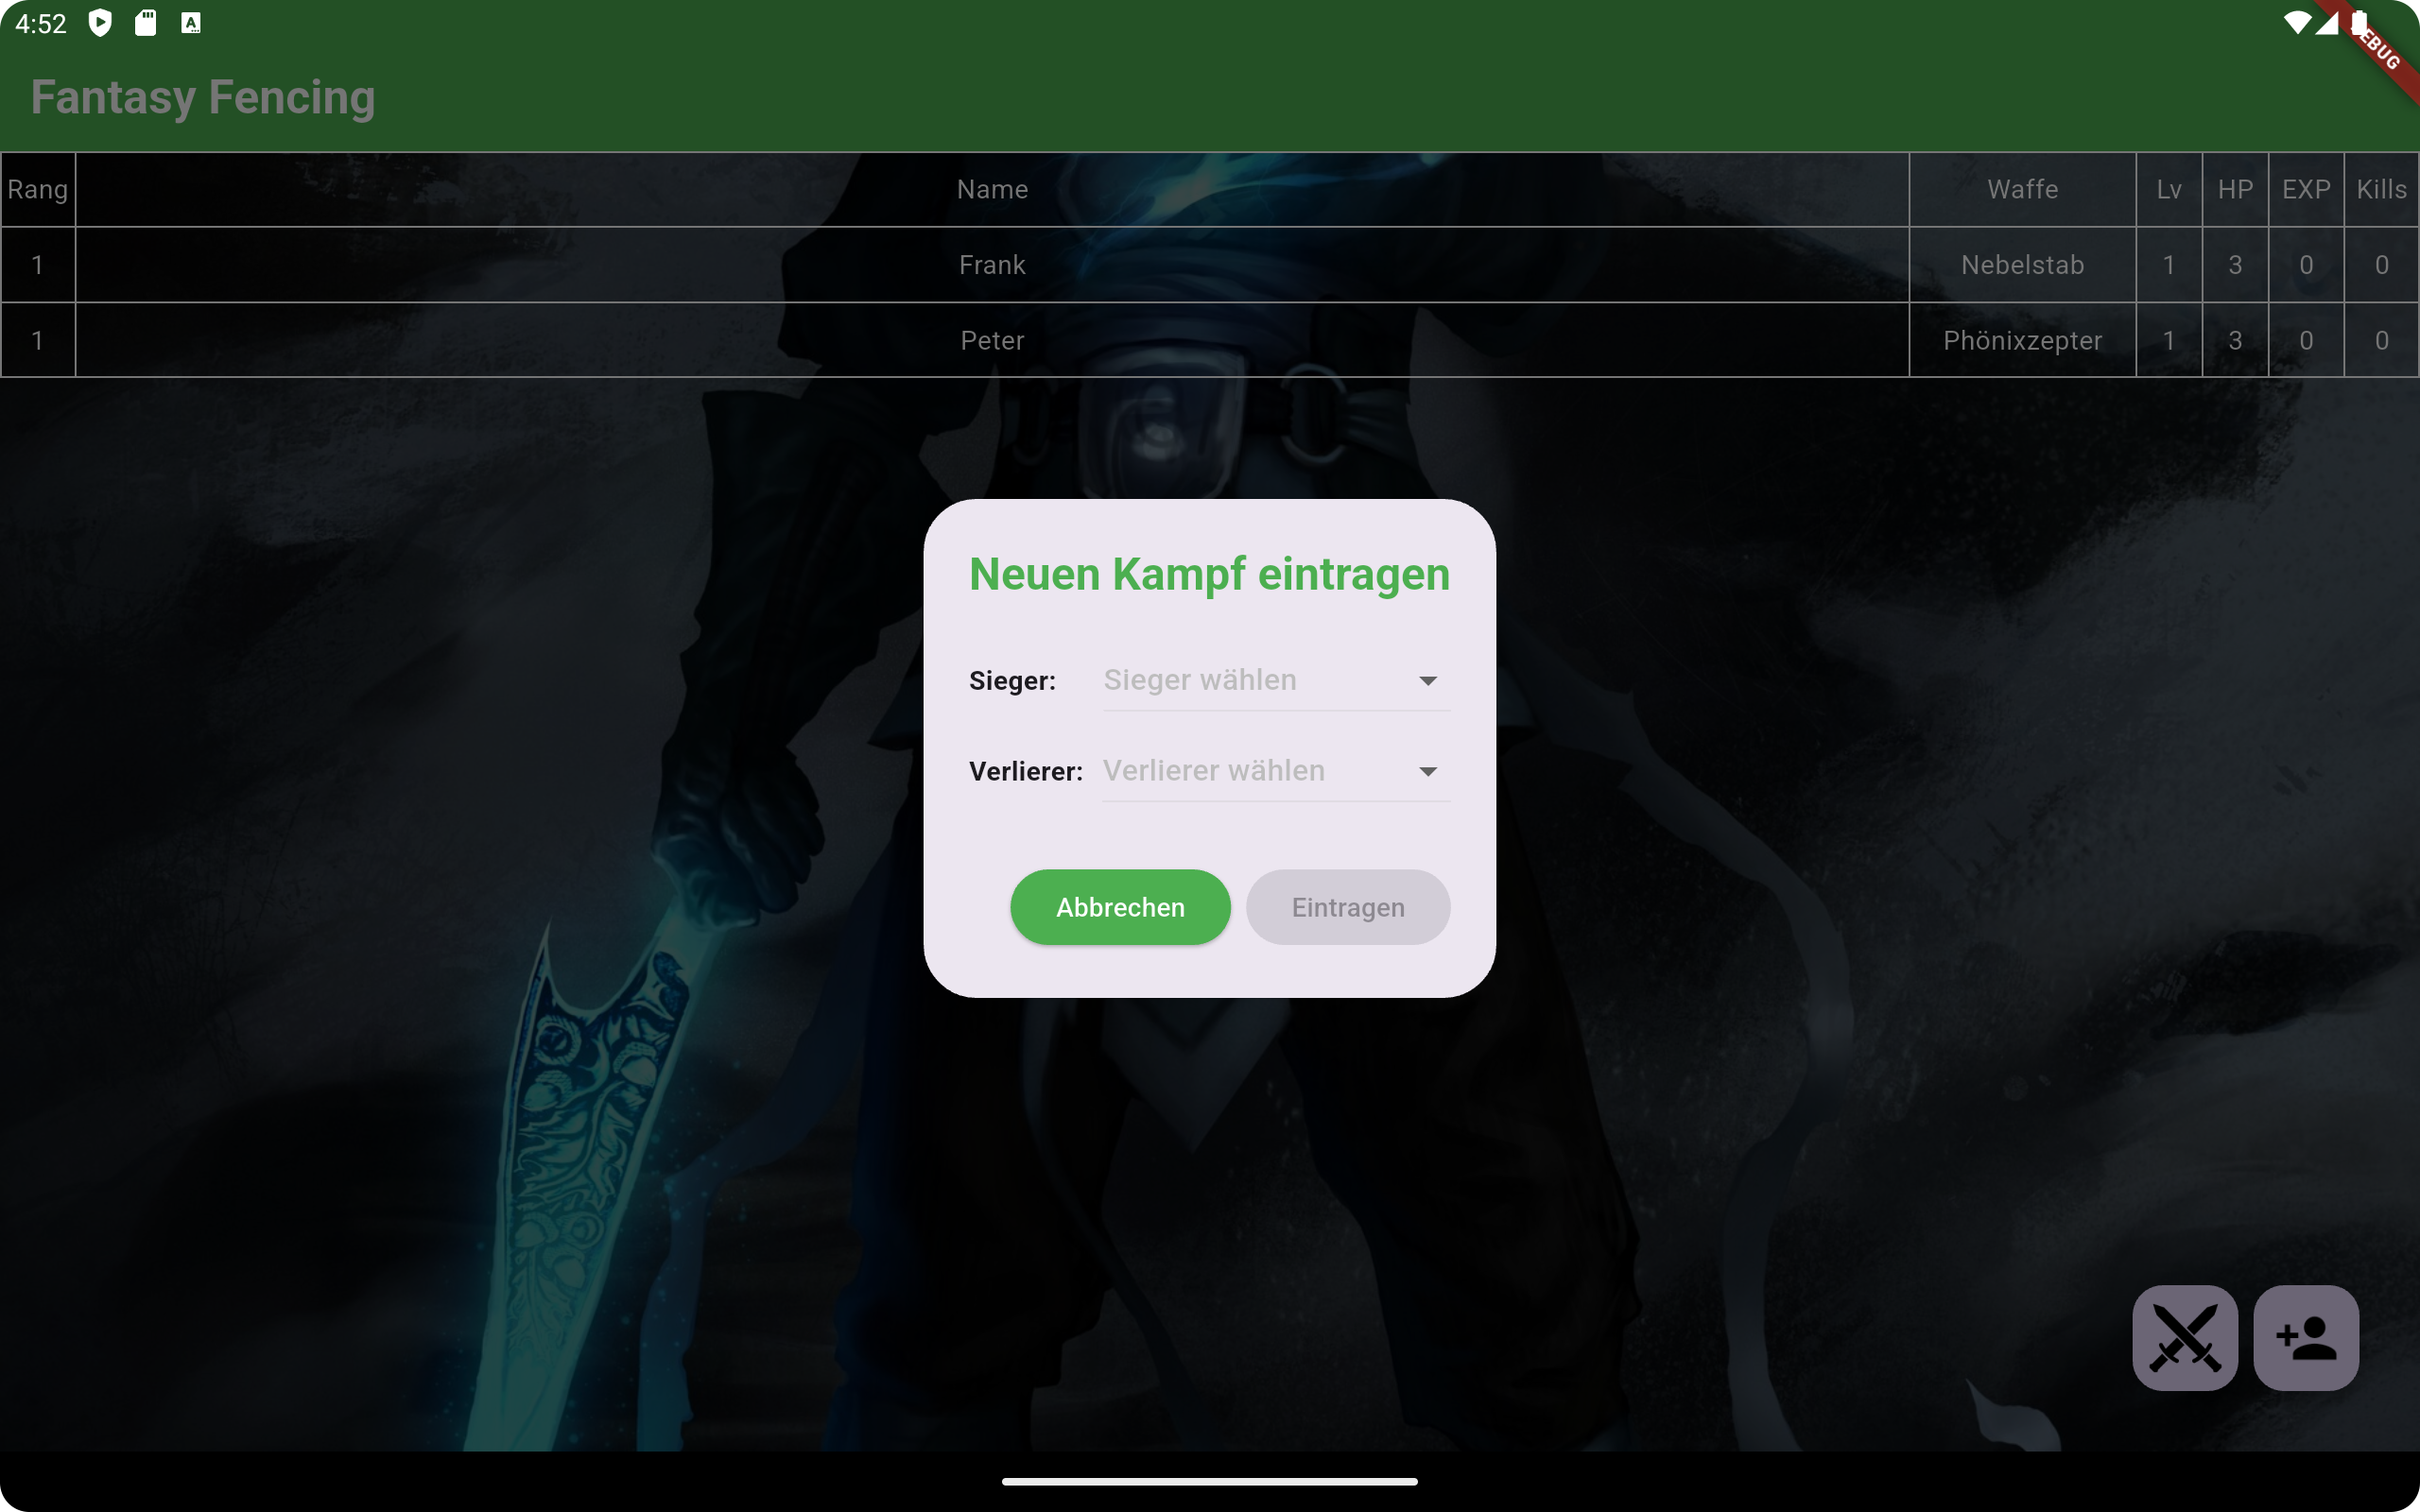 4:52
EBUG
Fantasy Fencing
Rang Name Waffe Lv HP EXP Kills
1 Frank Nebelstab 1 3 0 0
1 Peter Phönixzepter 1 3 0 0
Neuen Kampf eintragen
Sieger: Sieger wählen
Verlierer: Verlierer wählen
Abbrechen Eintragen